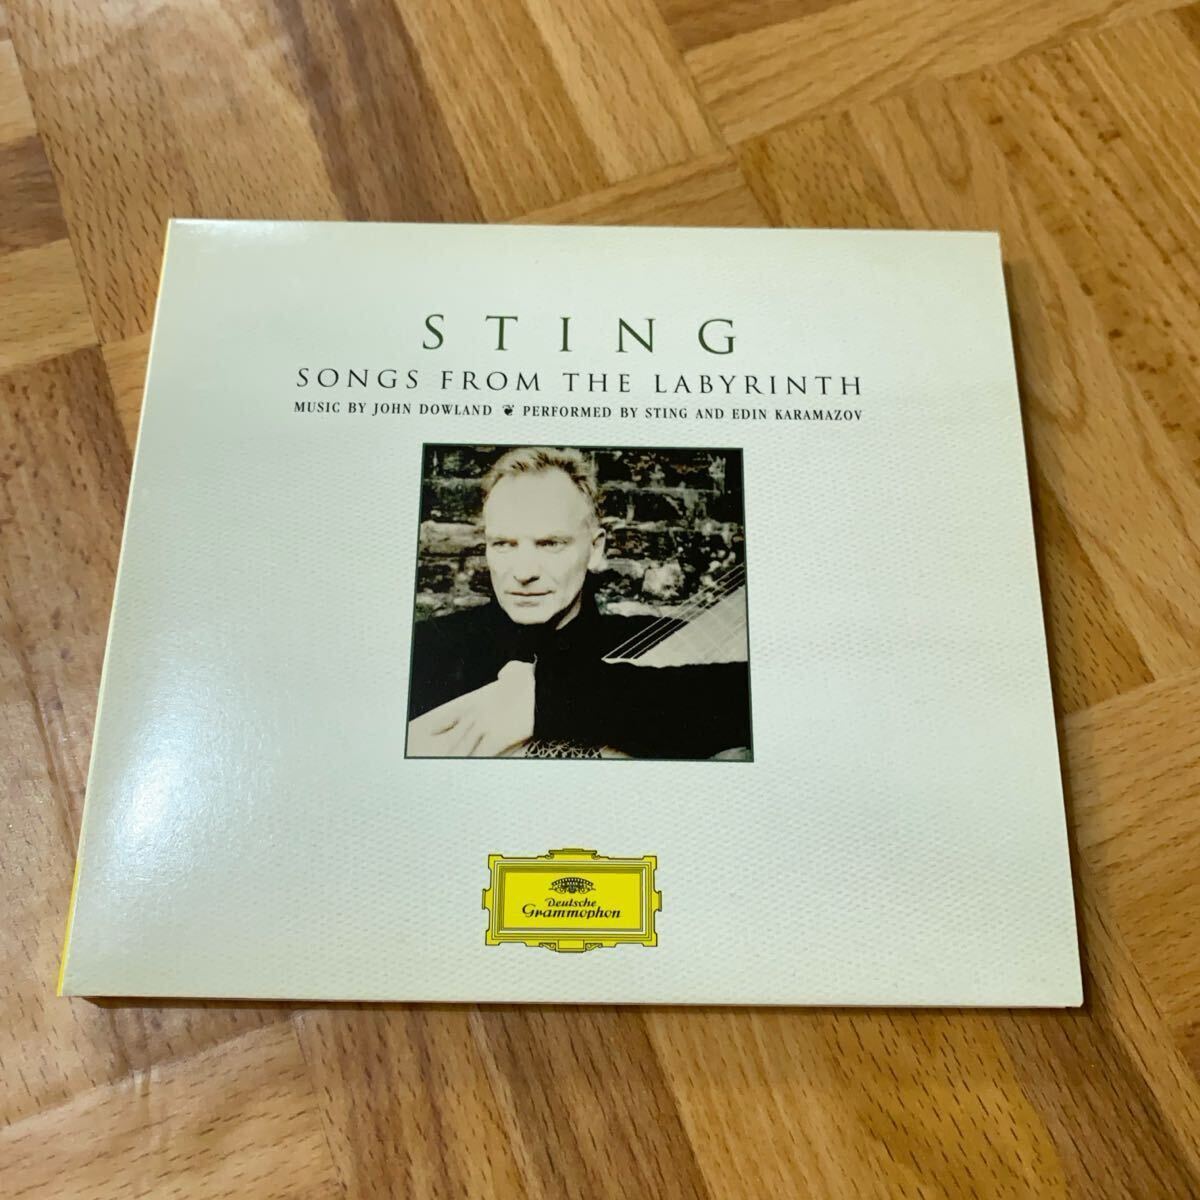 STING
SONGS FROM THE LABYRINTH
MUSIC BY JOHN DOWLAND ❦ PERFORMED BY STING AND EDIN KARAMAZOV
Deutsche
Grammophon